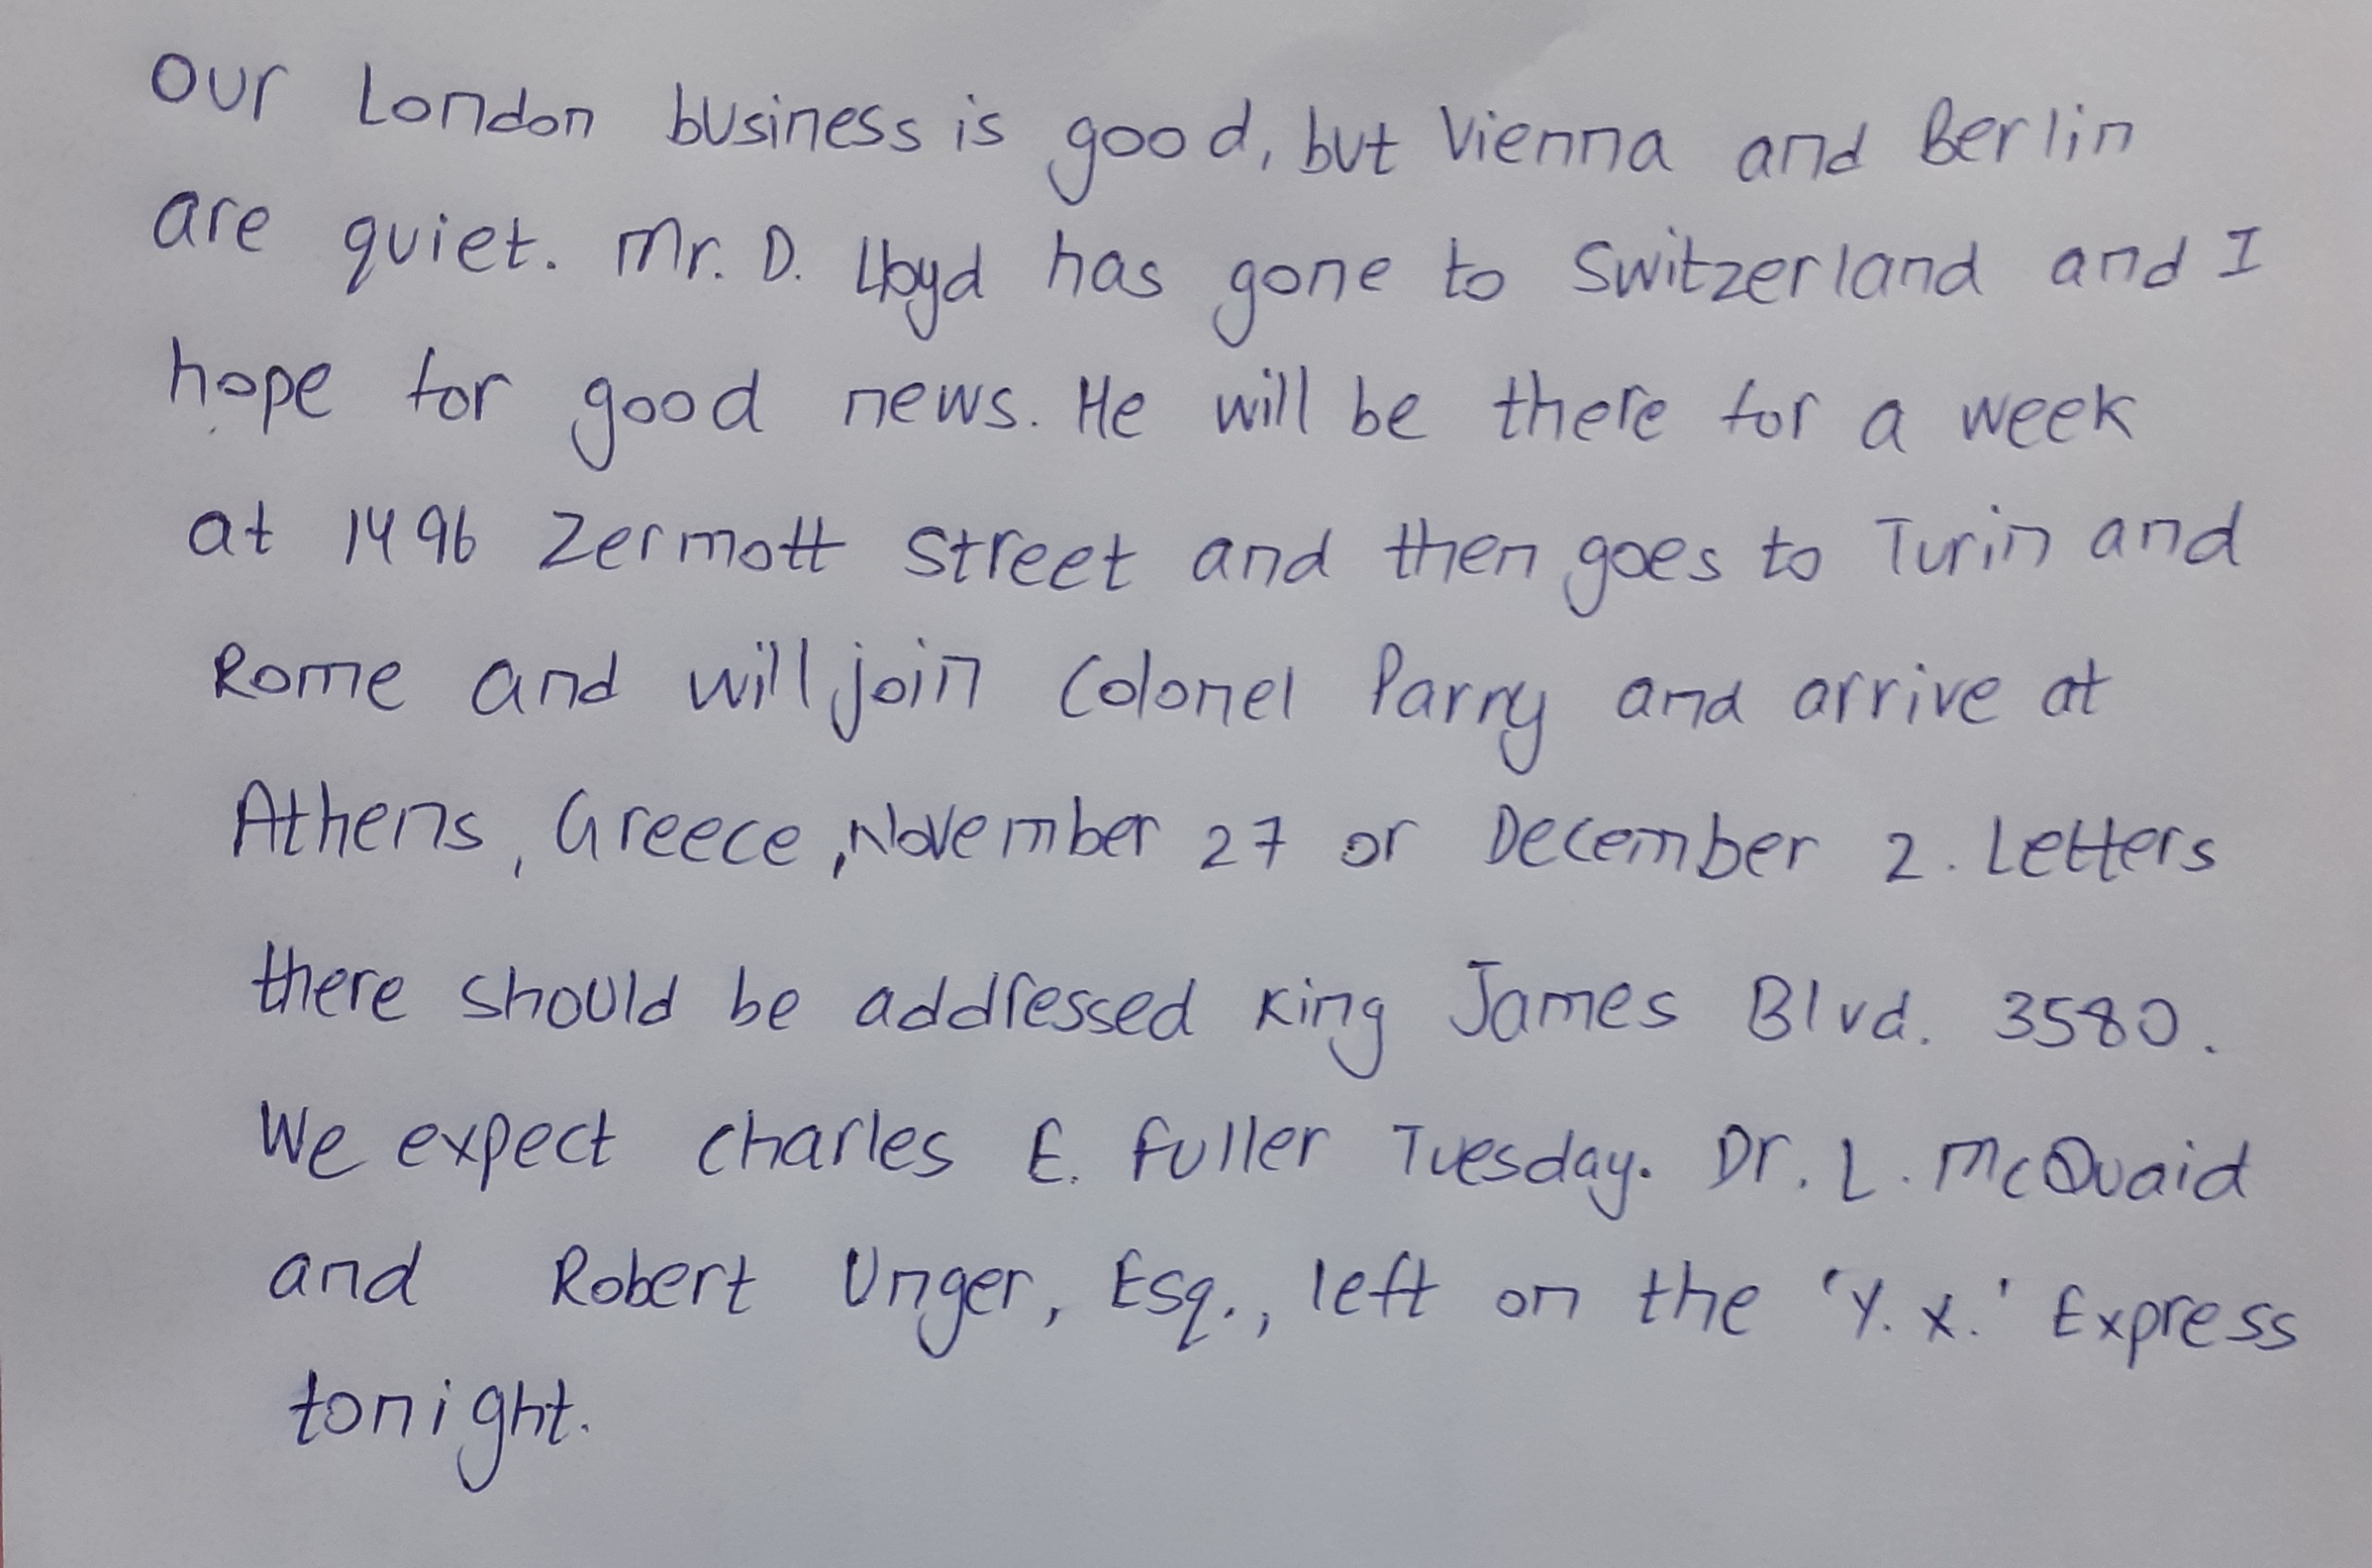 Our London business is good, but Vienna and Berlin
are quiet. Mr. D. Lloyd has gone to Switzerland and I
hope for good news. He will be there for a week
at 1496 Zermott Street and then goes to Turin and
Rome and will join Colonel Parry and arrive at
Athens, Greece, November 27 or December 2. Letters
there should be addressed King James Blvd. 3580.
We expect Charles E. Fuller Tuesday. Dr. L. McQuaid
and Robert Unger, Esq., left on the 'Y.X.' Express
tonight.